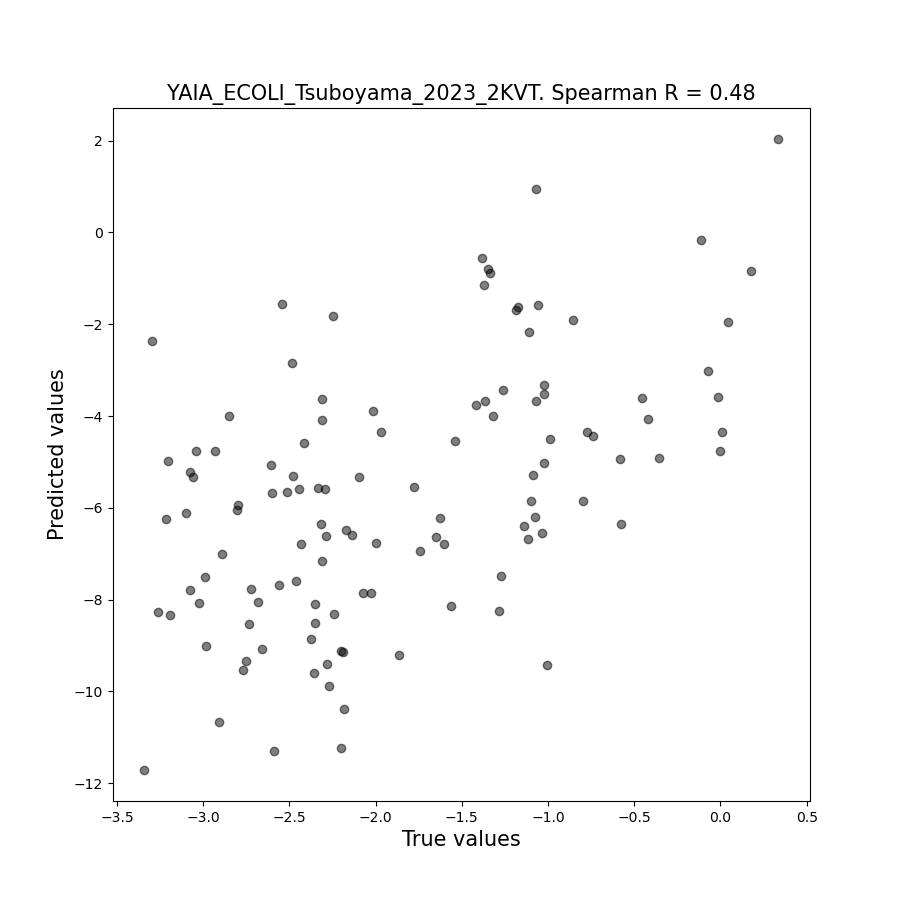 YAIA_ECOLI_Tsuboyama_2023_2KVT. Spearman R = 0.48
2
0
−2
−4
−6
−8
−10
−12
Predicted values
−3.5 −3.0 −2.5 −2.0 −1.5 −1.0 −0.5 0.0 0.5
True values